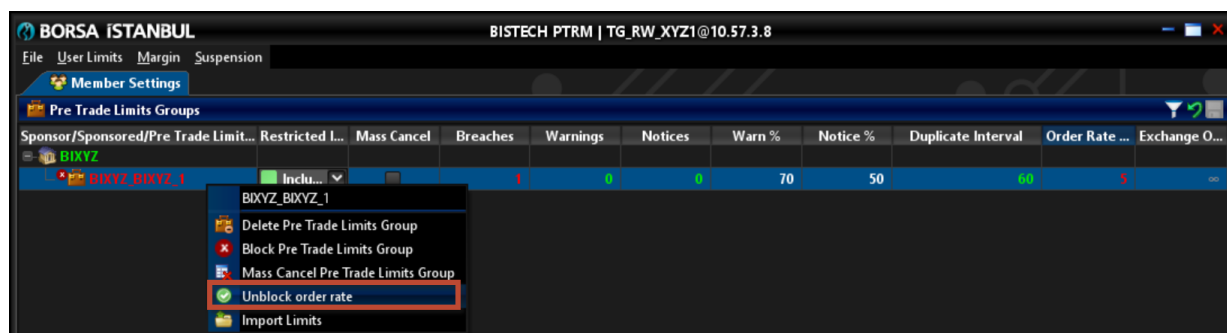 BORSA İSTANBUL BISTECH PTRM | TG_RW_XYZ1@10.57.3.8
File User Limits Margin Suspension
Member Settings
Pre Trade Limits Groups
Sponsor/Sponsored/Pre Trade Limit... Restricted I... Mass Cancel Breaches Warnings Notices Warn % Notice % Duplicate Interval Order Rate ... Exchange O...
BIXYZ
BIXYZ_BIXYZ_1 Inclu... 1 0 0 70 50 60 5 ∞
BIXYZ_BIXYZ_1
Delete Pre Trade Limits Group
Block Pre Trade Limits Group
Mass Cancel Pre Trade Limits Group
Unblock order rate
Import Limits